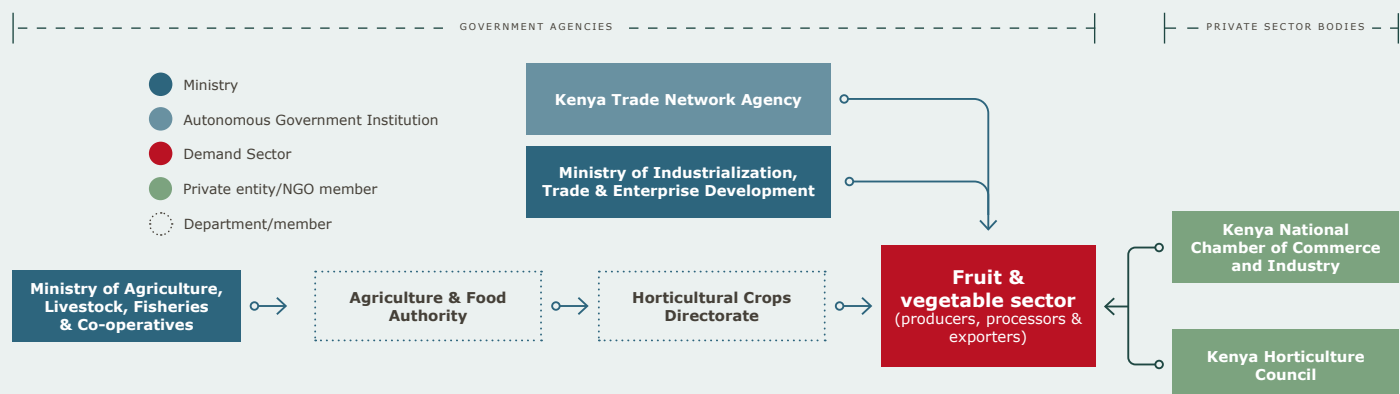 GOVERNMENT AGENCIES
PRIVATE SECTOR BODIES
Ministry
Autonomous Government Institution
Demand Sector
Private entity/NGO member
Department/member
Kenya Trade Network Agency
Ministry of Industrialization,
Trade & Enterprise Development
Ministry of Agriculture,
Livestock, Fisheries
& Co-operatives
Agriculture & Food
Authority
Horticultural Crops
Directorate
Fruit &
vegetable sector
(producers, processors &
exporters)
Kenya National
Chamber of Commerce
and Industry
Kenya Horticulture
Council